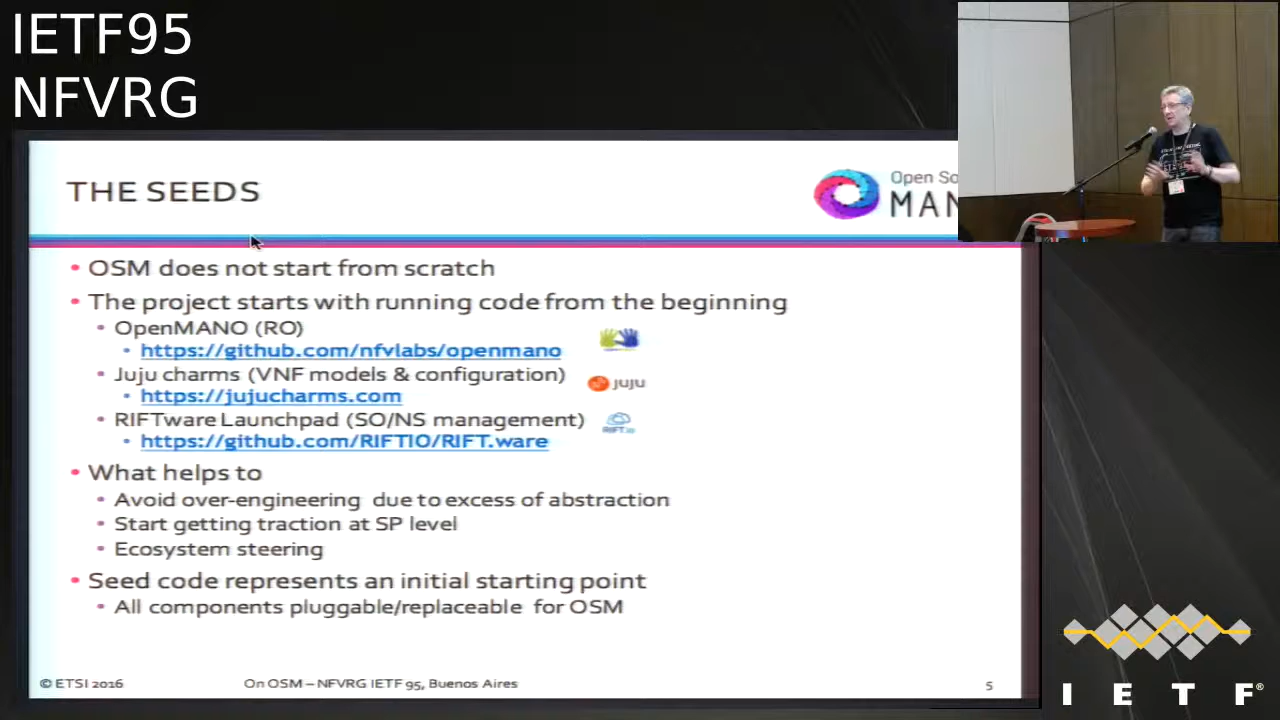 IETF95
NFVRG
THE SEEDS
Open So
MAN
• OSM does not start from scratch
• The project starts with running code from the beginning
• OpenMANO (RO)
• https://github.com/nfvlabs/openmano
• Juju charms (VNF models & configuration)
juju
• https://jujucharms.com
• RIFTware Launchpad (SO/NS management)
RIFT.io
• https://github.com/RIFTIO/RIFT.ware
• What helps to
• Avoid over-engineering due to excess of abstraction
• Start getting traction at SP level
• Ecosystem steering
• Seed code represents an initial starting point
• All components pluggable/replaceable for OSM
© ETSI 2016
On OSM – NFVRG IETF 95, Buenos Aires
5
I E T F®